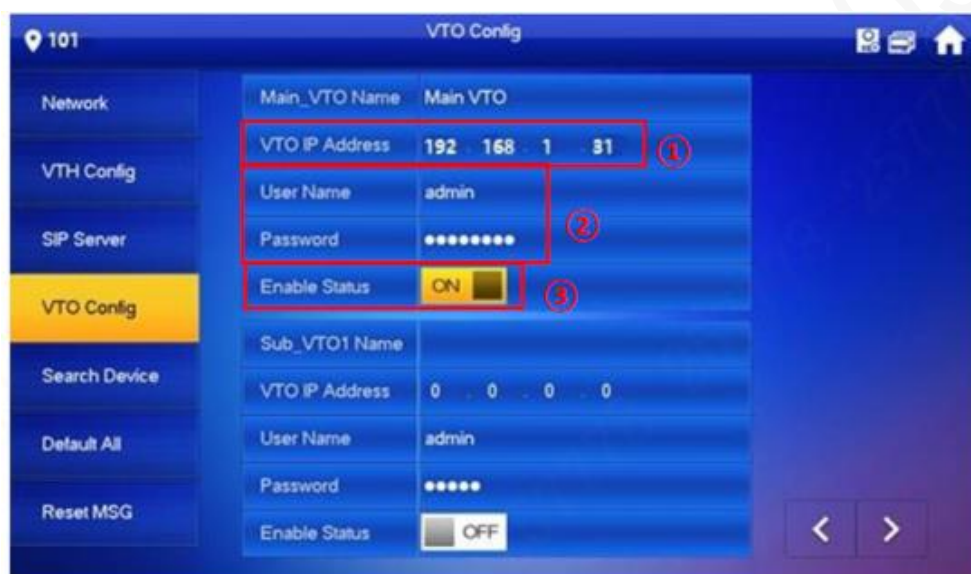 101
VTO Config
Network
VTH Config
SIP Server
VTO Config
Search Device
Default All
Reset MSG
Main_VTO Name Main VTO
VTO IP Address 192 . 168 . 1 . 31 ①
User Name admin
Password ●●●●●●●● ②
Enable Status ON ③
Sub_VTO1 Name
VTO IP Address 0 . 0 . 0 . 0
User Name admin
Password ●●●●●
Enable Status OFF
< >